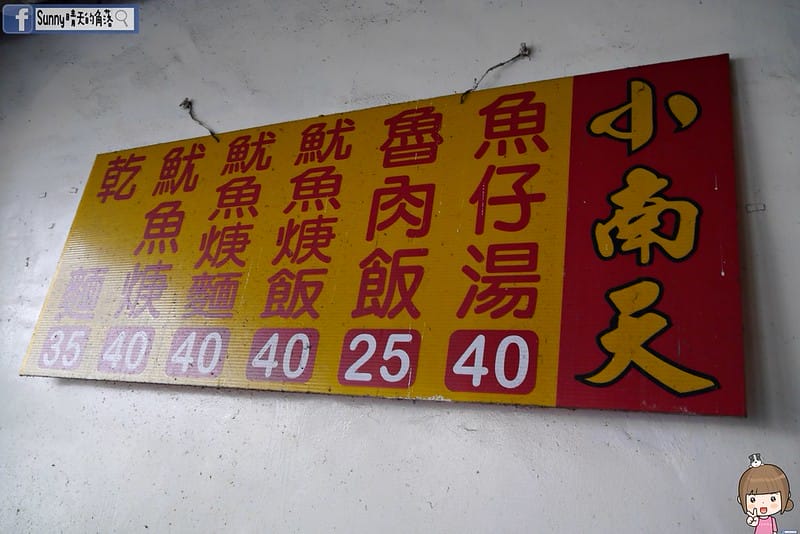 Sunny晴天的角落
小南天
魚仔湯 40
魯肉飯 25
魷魚焿飯 40
魷魚焿麵 40
魷魚焿 40
乾麵 35